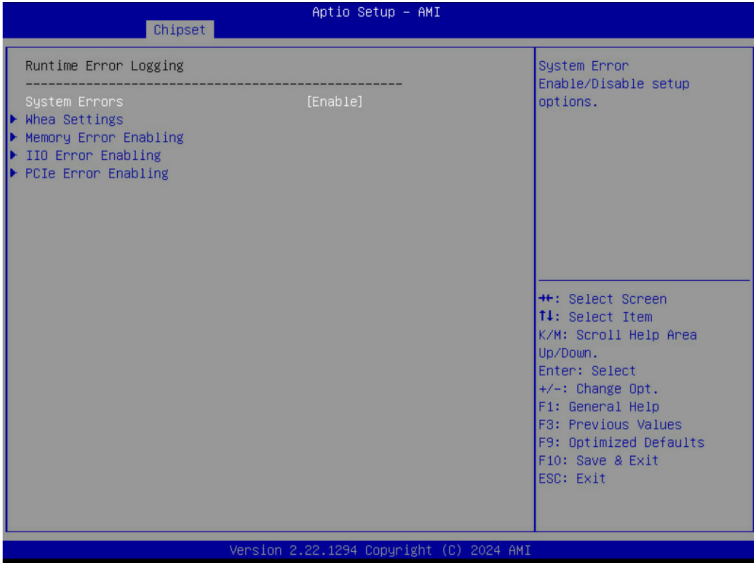 Aptio Setup – AMI
Chipset
Runtime Error Logging
--------------------------------------------------
System Errors [Enable]
Whea Settings
Memory Error Enabling
IIO Error Enabling
PCIe Error Enabling
System Error
Enable/Disable setup
options.
→←: Select Screen
↑↓: Select Item
K/M: Scroll Help Area
Up/Down.
Enter: Select
+/-: Change Opt.
F1: General Help
F3: Previous Values
F9: Optimized Defaults
F10: Save & Exit
ESC: Exit
Version 2.22.1294 Copyright (C) 2024 AMI